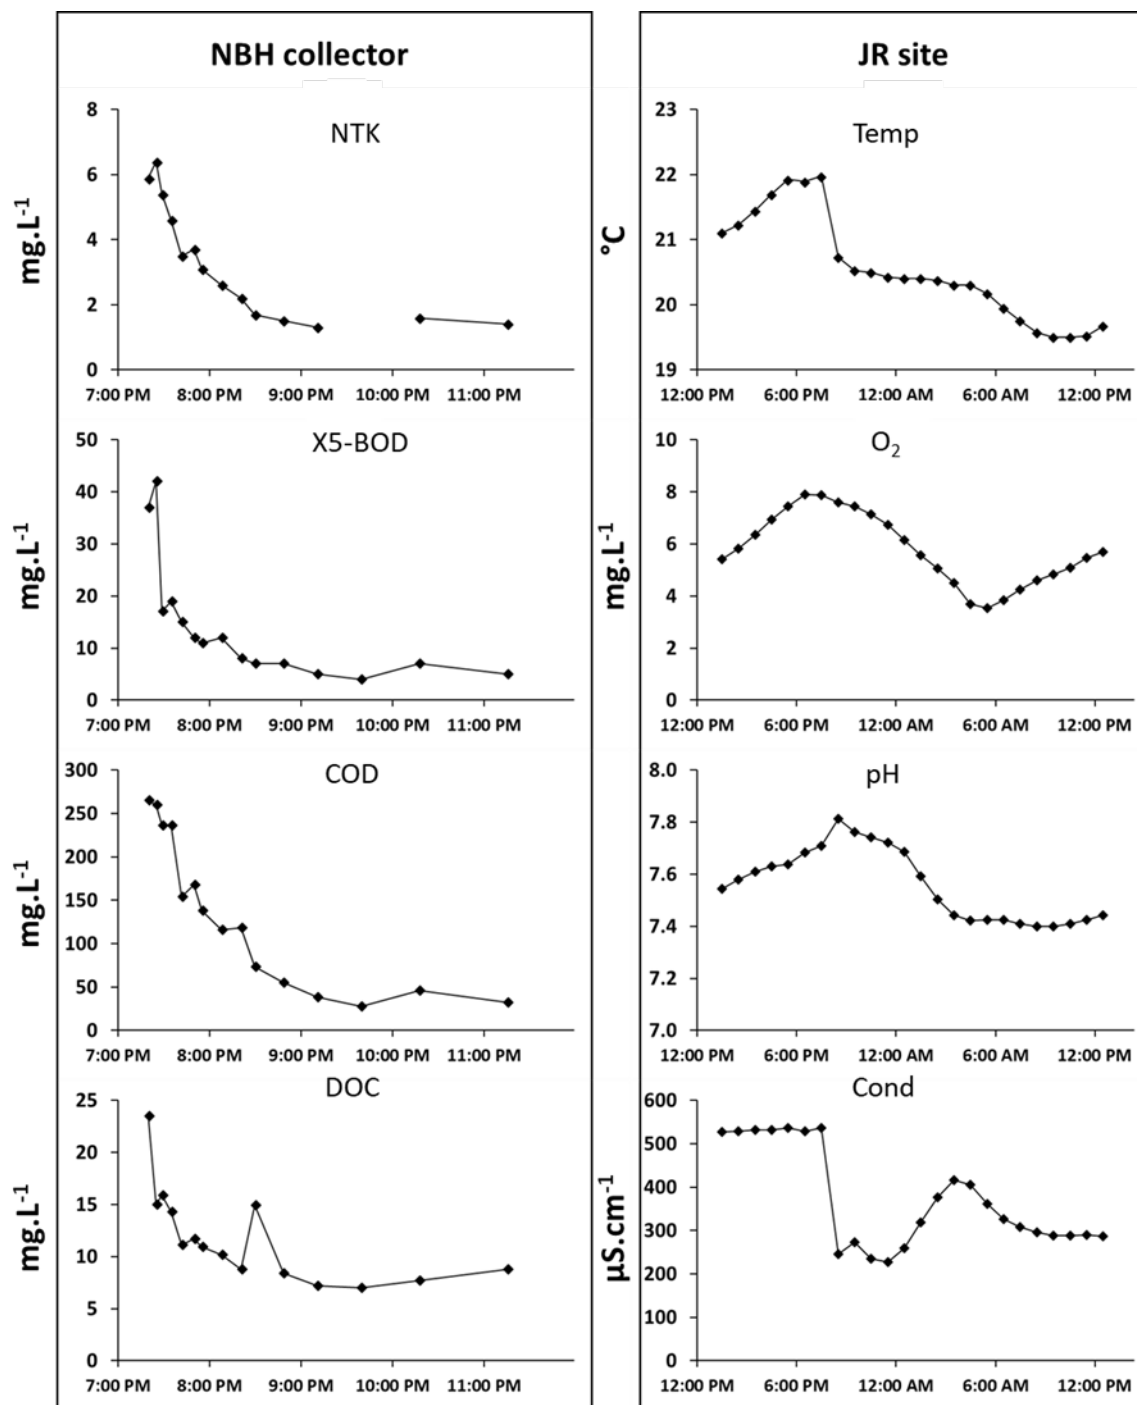 NBH collector
NTK
mg.L-1
8
6
4
2
0
7:00 PM 8:00 PM 9:00 PM 10:00 PM 11:00 PM
X5-BOD
mg.L-1
50
40
30
20
10
0
7:00 PM 8:00 PM 9:00 PM 10:00 PM 11:00 PM
COD
mg.L-1
300
250
200
150
100
50
0
7:00 PM 8:00 PM 9:00 PM 10:00 PM 11:00 PM
DOC
mg.L-1
25
20
15
10
5
0
7:00 PM 8:00 PM 9:00 PM 10:00 PM 11:00 PM
JR site
Temp
°C
23
22
21
20
19
12:00 PM 6:00 PM 12:00 AM 6:00 AM 12:00 PM
O2
mg.L-1
10
8
6
4
2
0
12:00 PM 6:00 PM 12:00 AM 6:00 AM 12:00 PM
pH
8.0
7.8
7.6
7.4
7.2
7.0
12:00 PM 6:00 PM 12:00 AM 6:00 AM 12:00 PM
Cond
µS.cm-1
600
500
400
300
200
100
0
12:00 PM 6:00 PM 12:00 AM 6:00 AM 12:00 PM